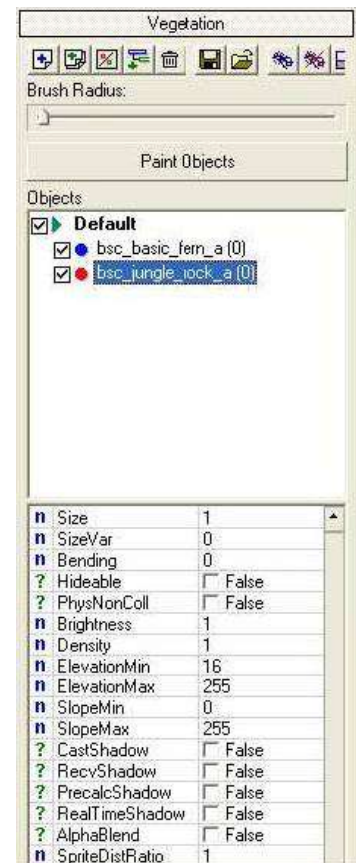 Vegetation
Brush Radius:
Paint Objects
Objects
Default
bsc_basic_fern_a (0)
bsc_jungle_rock_a (0)
n Size 1
n SizeVar 0
n Bending 0
? Hideable False
? PhysNonColl False
n Brightness 1
n Density 1
n ElevationMin 16
n ElevationMax 255
n SlopeMin 0
n SlopeMax 255
? CastShadow False
? RecvShadow False
? PrecalcShadow False
? RealTimeShadow False
? AlphaBlend False
n SpriteDistRatio 1